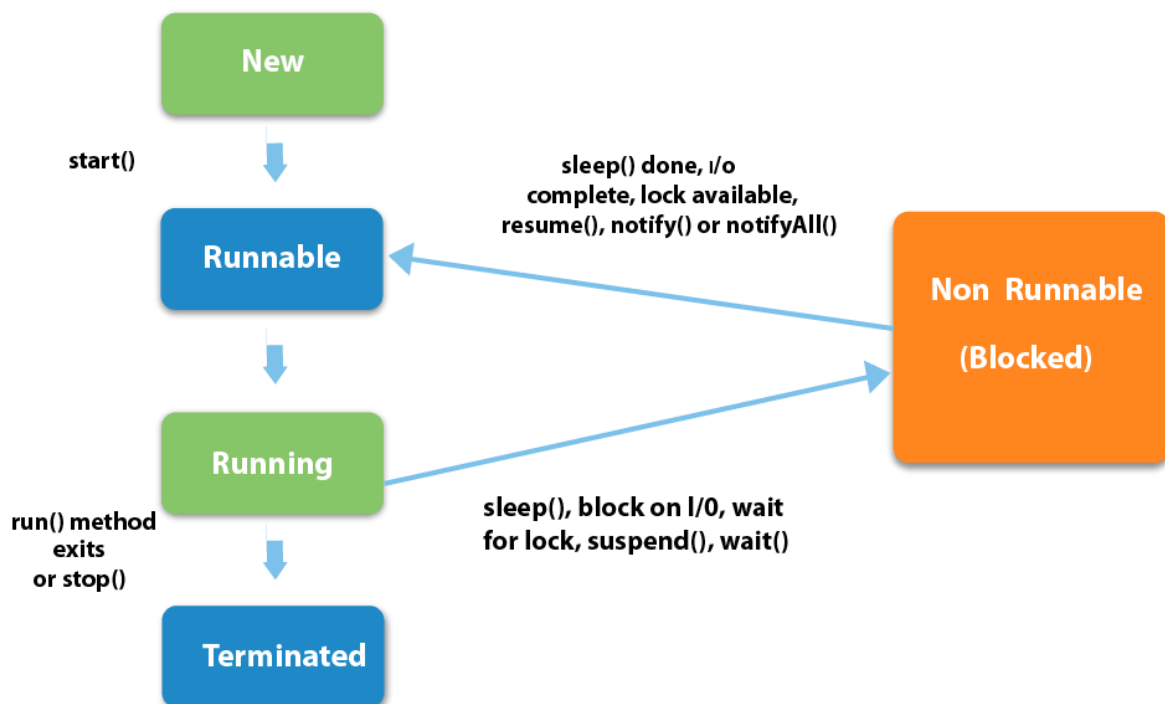 New
start()
sleep() done, I/o
complete, lock available,
resume(), notify() or notifyAll()
Runnable
Non Runnable
(Blocked)
Running
run() method
exits
or stop()
sleep(), block on I/0, wait
for lock, suspend(), wait()
Terminated